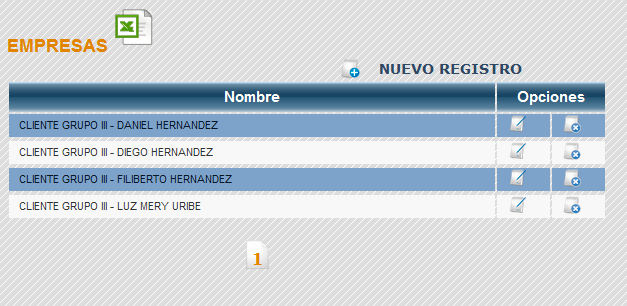 EMPRESAS
NUEVO REGISTRO
Nombre Opciones
CLIENTE GRUPO III - DANIEL HERNANDEZ
CLIENTE GRUPO III - DIEGO HERNANDEZ
CLIENTE GRUPO III - FILIBERTO HERNANDEZ
CLIENTE GRUPO III - LUZ MERY URIBE
1